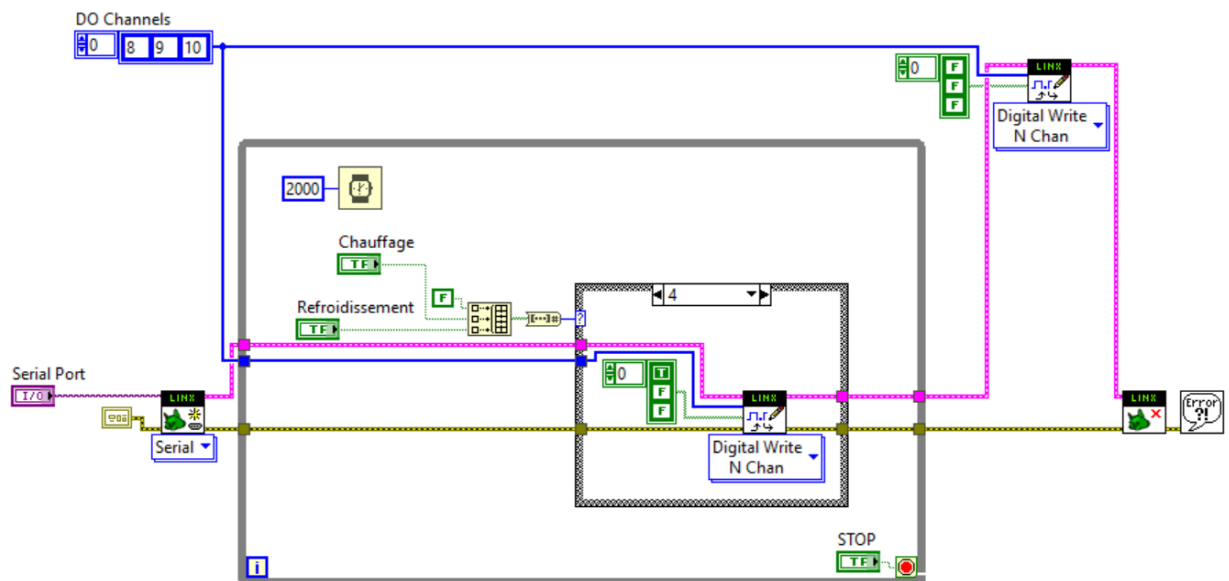 DO Channels
0 8 9 10
0 F
F
F
LINX
Digital Write
N Chan
2000
Chauffage
TF
F
Refroidissement
TF
[...]#
?
4
Serial Port
I/O
LINX
Serial
0 T
F
F
LINX
Digital Write
N Chan
LINX
Error
?!
STOP
TF
i